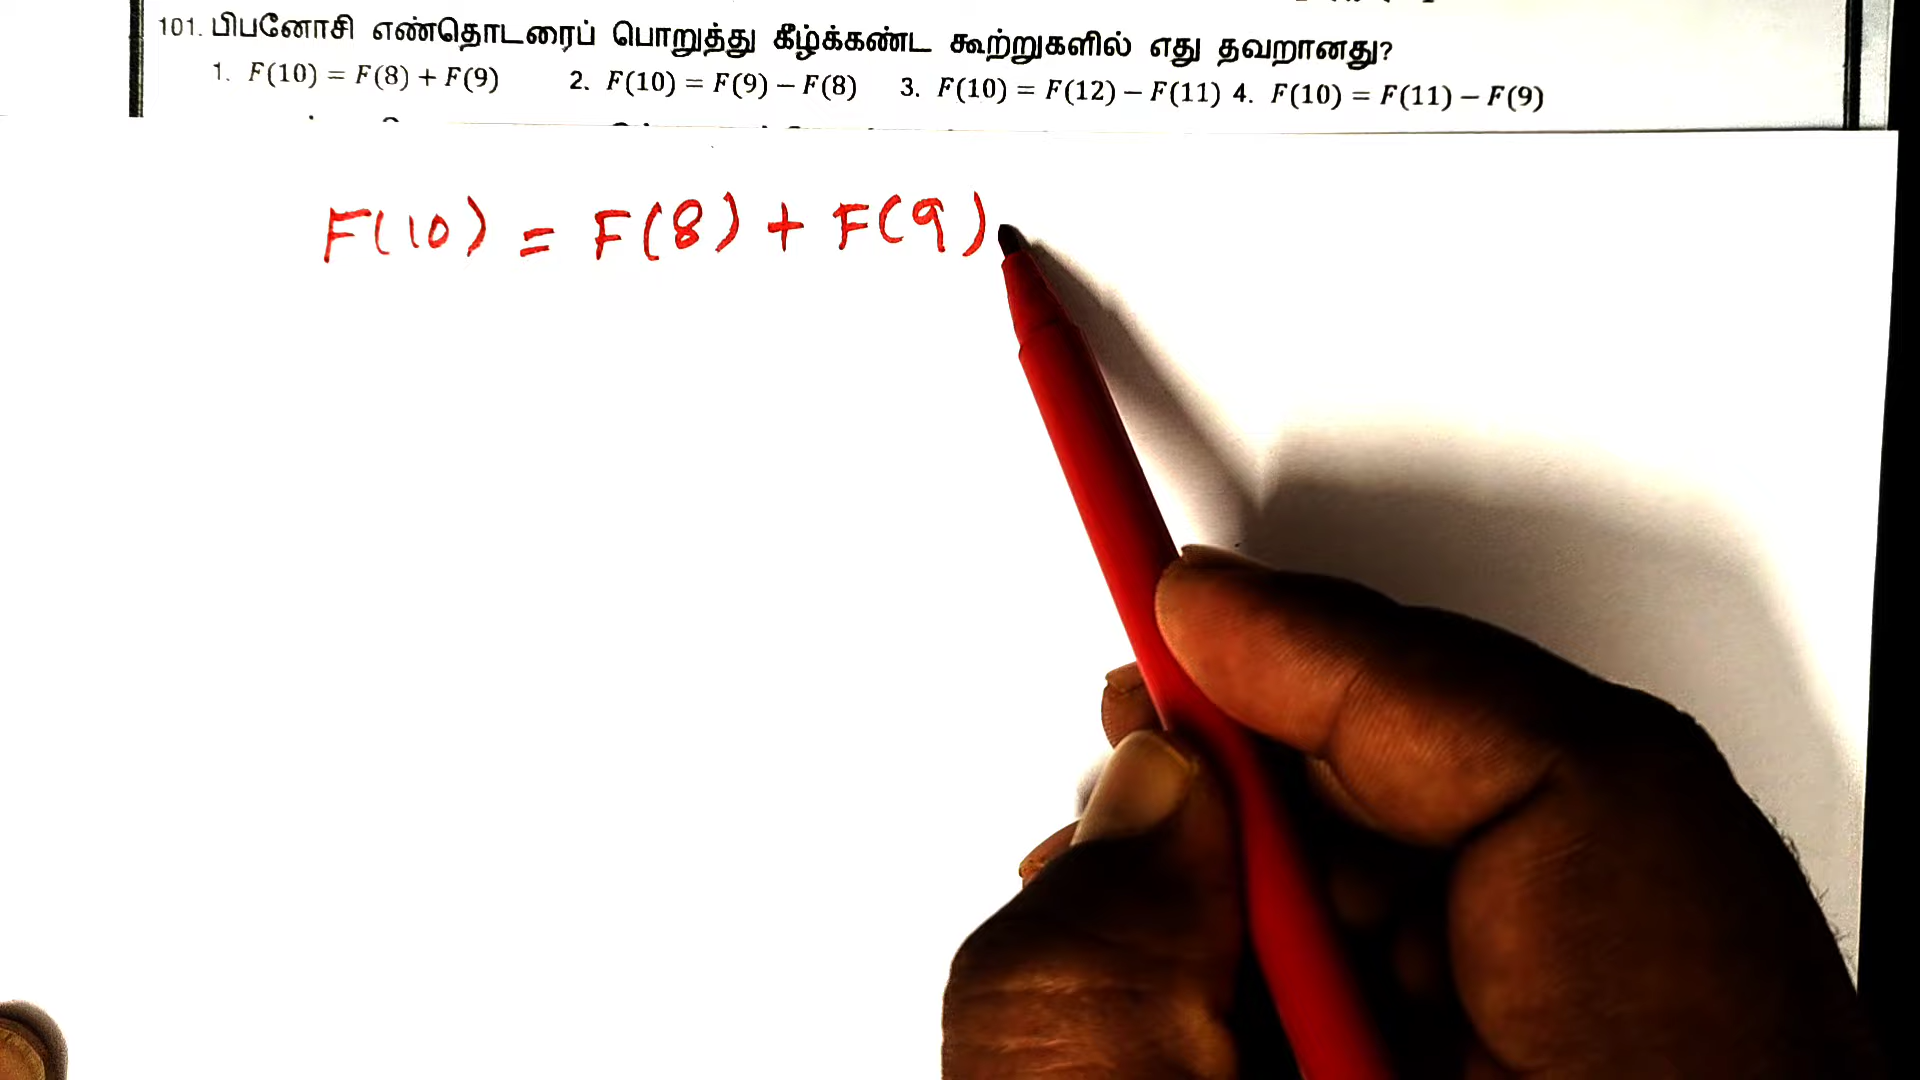 101. பிபனோசி எண்தொடரைப் பொறுத்து கீழ்க்கண்ட கூற்றுகளில் எது தவறானது?
1. F(10) = F(8) + F(9) 2. F(10) = F(9) − F(8) 3. F(10) = F(12) − F(11) 4. F(10) = F(11) − F(9)
F(10) = F(8) + F(9)